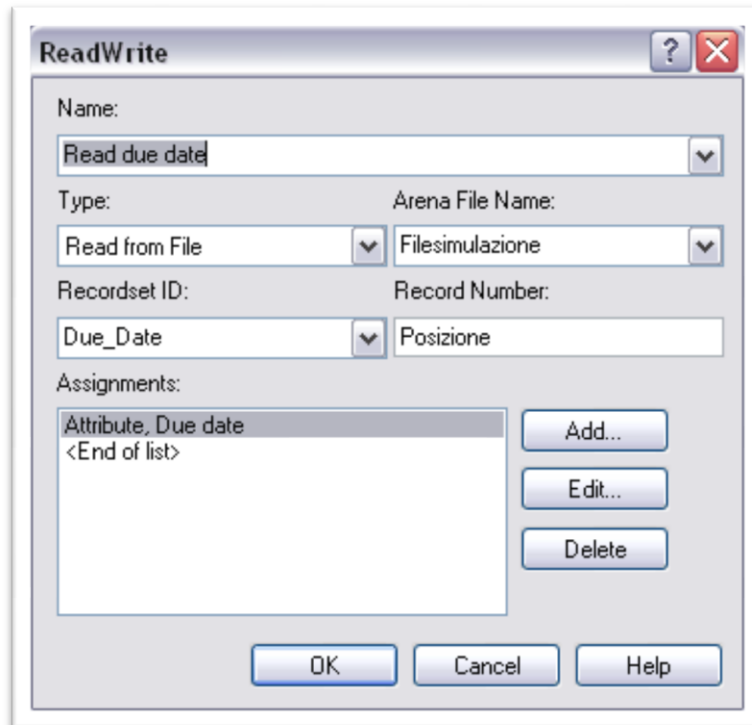 ReadWrite
Name:
Read due date
Type:
Arena File Name:
Read from File
Filesimulazione
Recordset ID:
Record Number:
Due_Date
Posizione
Assignments:
Attribute, Due date
<End of list>
Add...
Edit...
Delete
OK
Cancel
Help